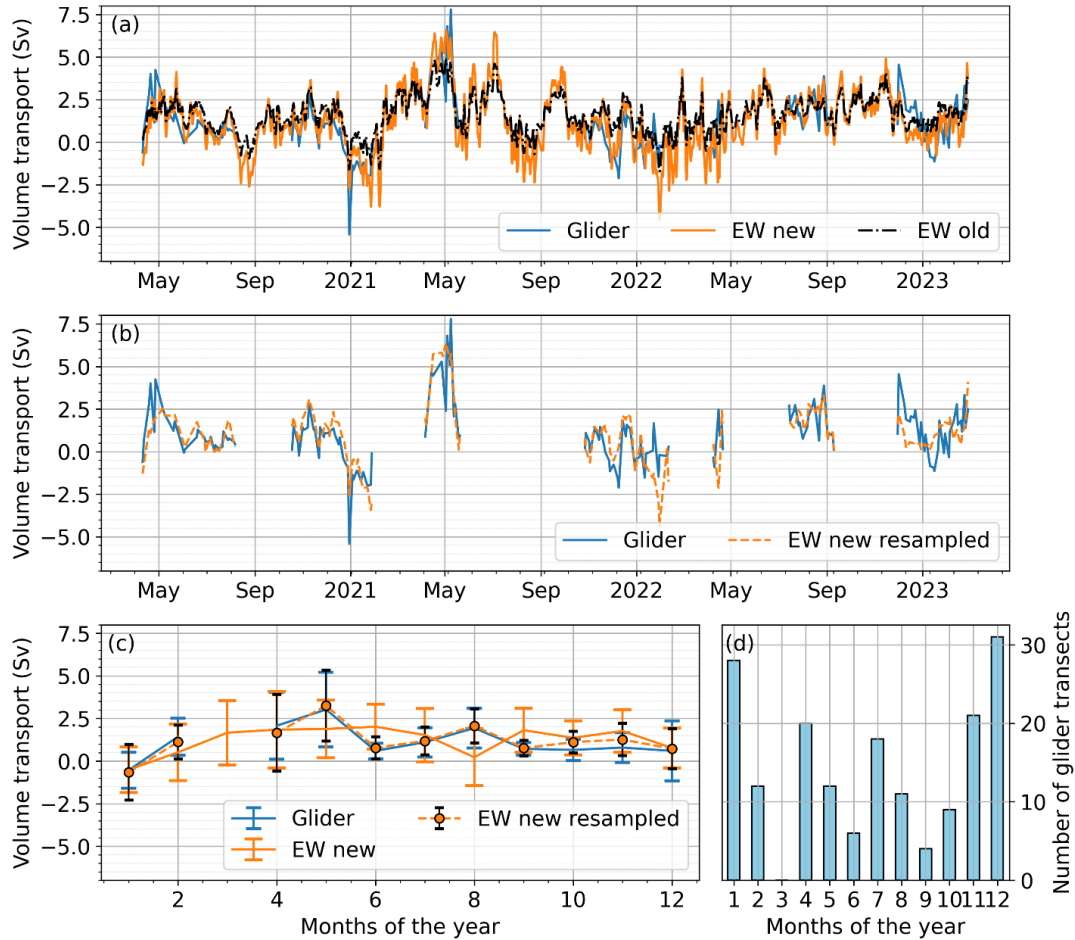 (a)
Volume transport (Sv)
7.5
5.0
2.5
0.0
−2.5
−5.0
Glider EW new EW old
May Sep 2021 May Sep 2022 May Sep 2023
(b)
Volume transport (Sv)
7.5
5.0
2.5
0.0
−2.5
−5.0
Glider EW new resampled
May Sep 2021 May Sep 2022 May Sep 2023
(c)
Volume transport (Sv)
7.5
5.0
2.5
0.0
−2.5
−5.0
Glider EW new resampled
EW new
2 4 6 8 10 12
Months of the year
(d)
30
20
10
0
Number of glider transects
1 2 3 4 5 6 7 8 9 10 11 12
Months of the year